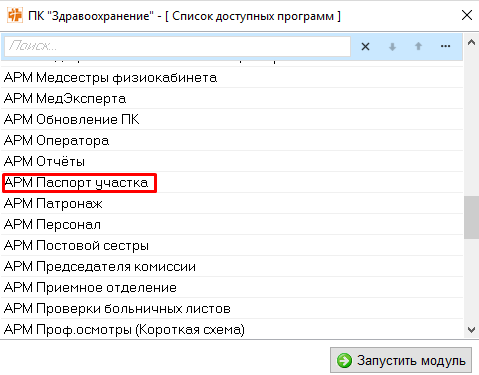 ПК "Здравоохранение" - [ Список доступных программ ]
Поиск...
АРМ Медсестры физиокабинета
АРМ МедЭксперта
АРМ Обновление ПК
АРМ Оператора
АРМ Отчёты
АРМ Паспорт участка
АРМ Патронаж
АРМ Персонал
АРМ Постовой сестры
АРМ Председателя комиссии
АРМ Приемное отделение
АРМ Проверки больничных листов
АРМ Проф.осмотры (Короткая схема)
Запустить модуль